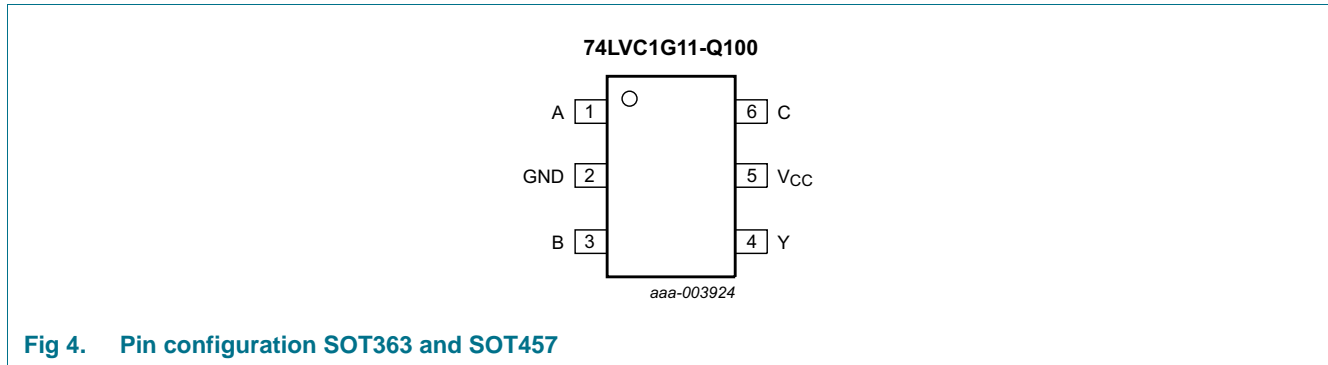 74LVC1G11-Q100
A 1 6 C
GND 2 5 VCC
B 3 4 Y
aaa-003924
Fig 4. Pin configuration SOT363 and SOT457